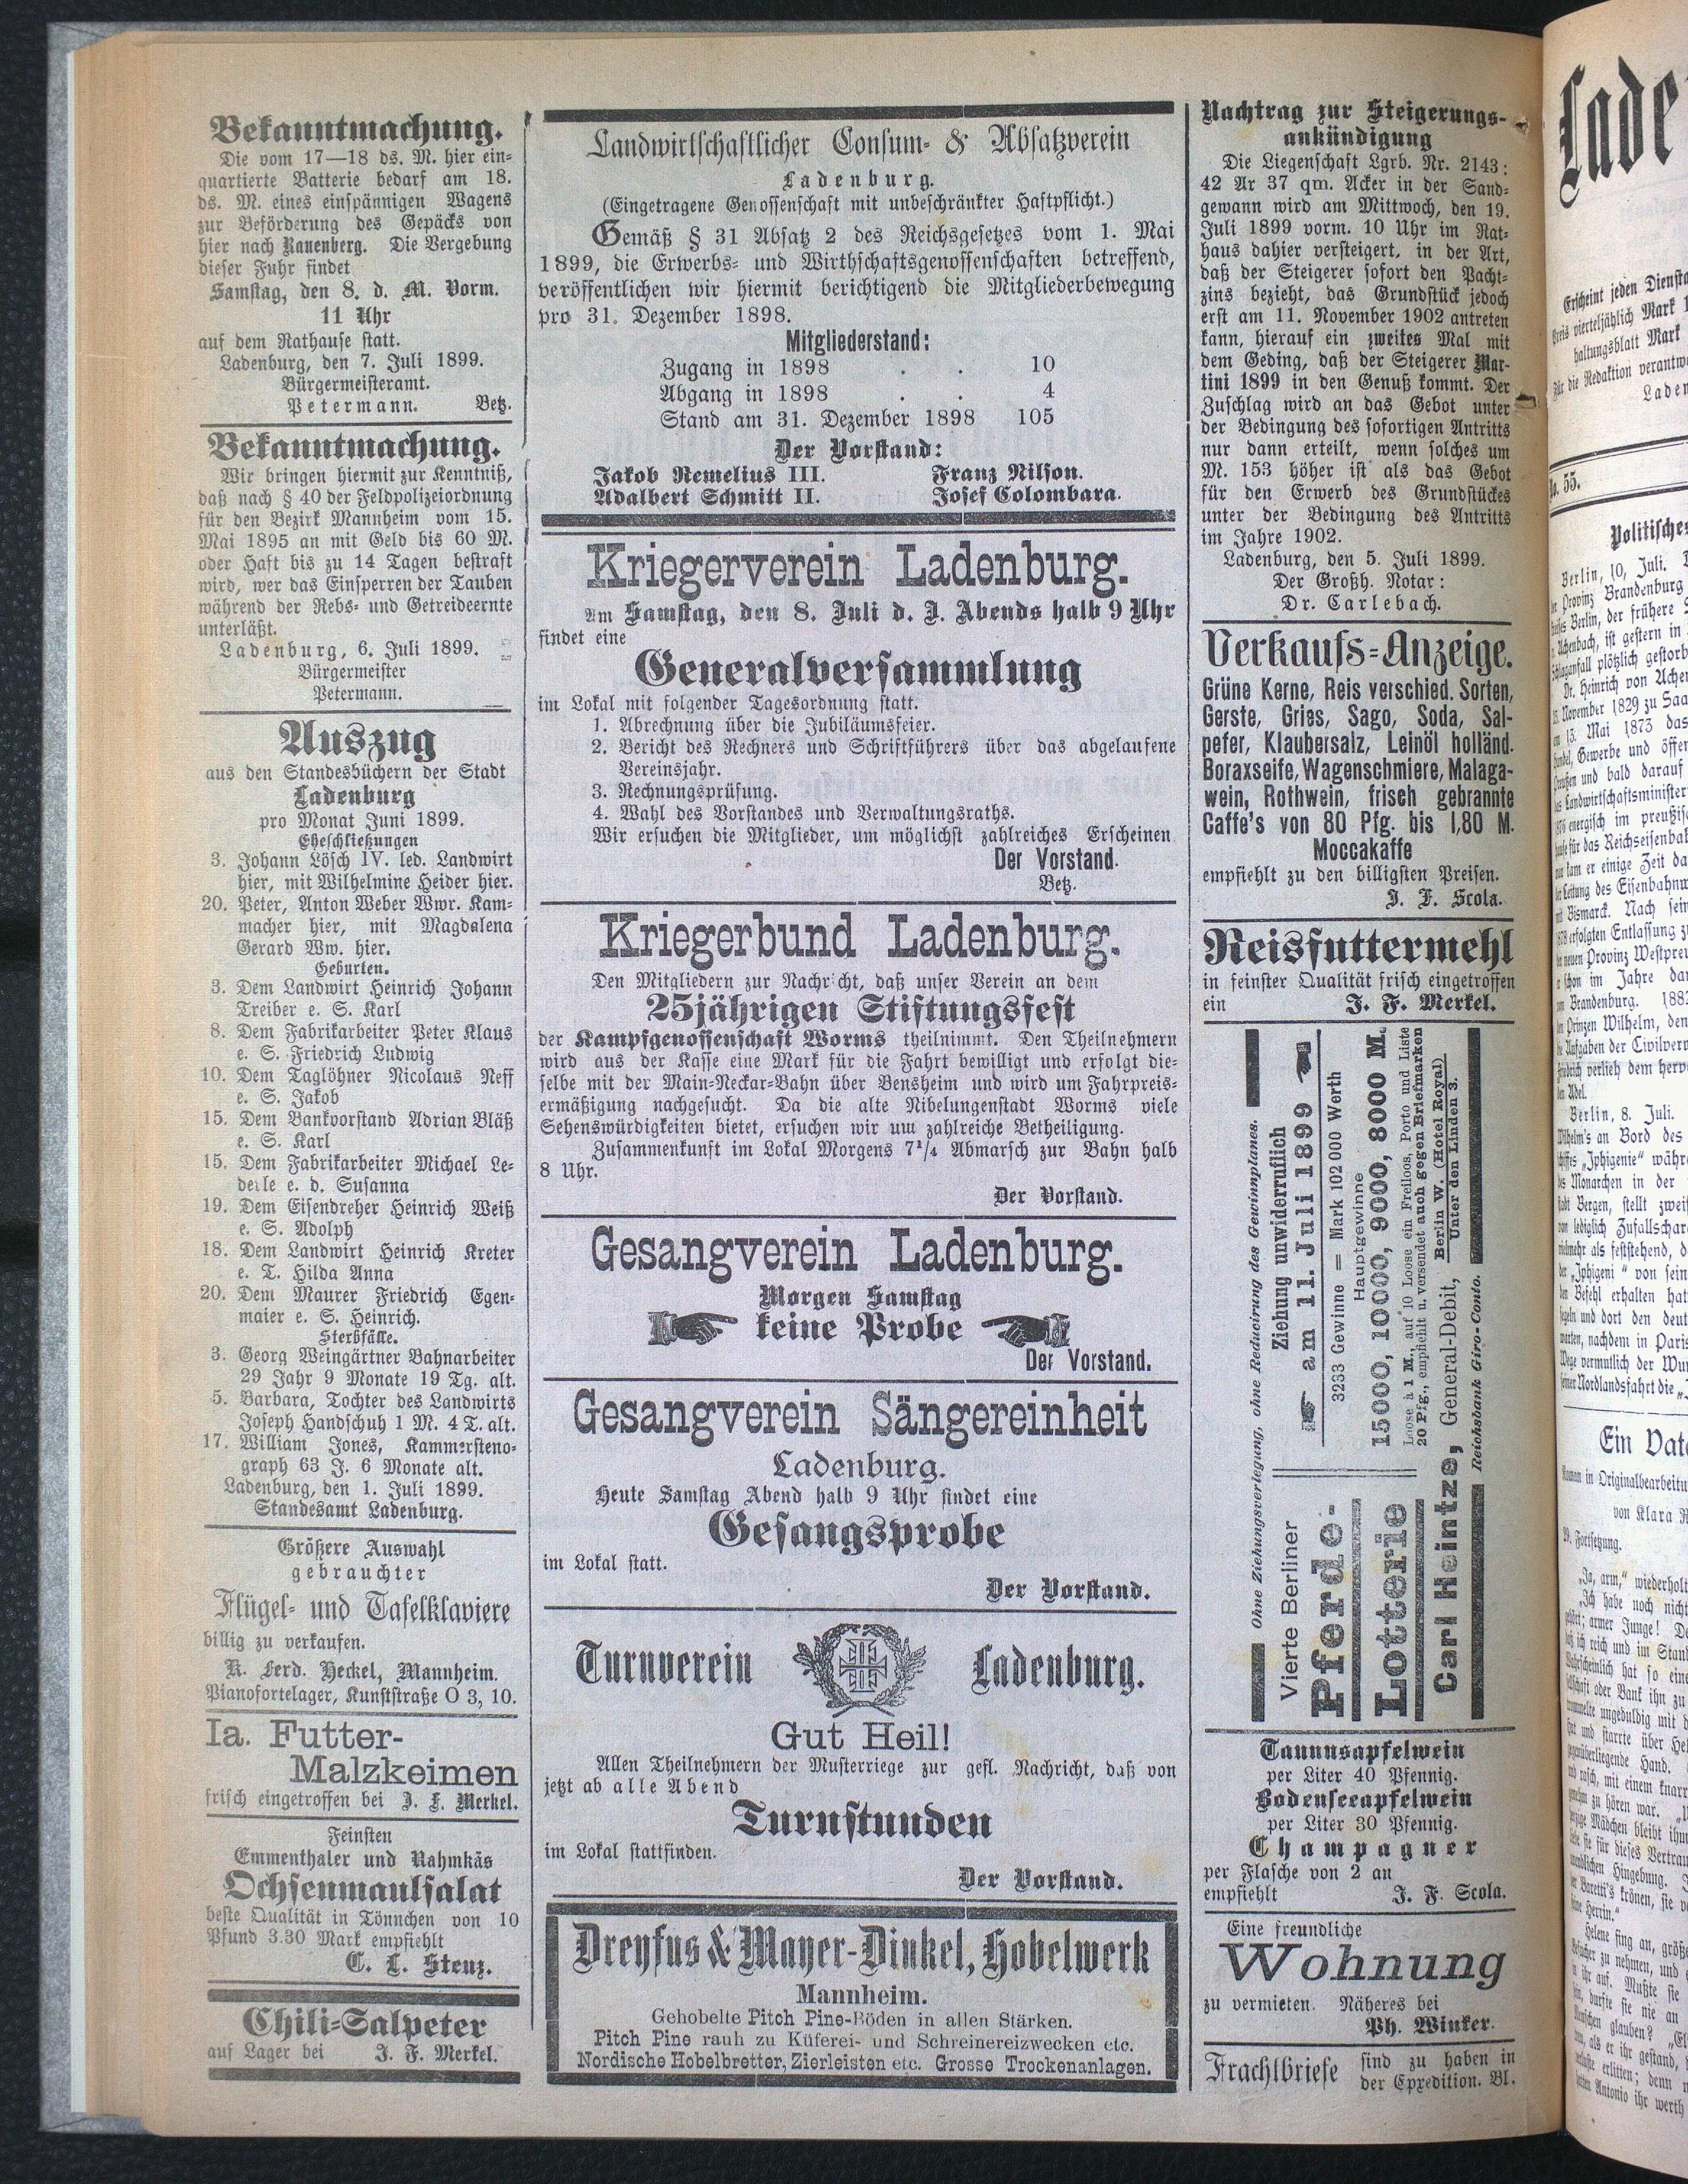 Bekanntmachung.
Die vom 17—18 ds. M. hier ein-
quartierte Batterie bedarf am 18.
ds. M. eines einspännigen Wagens
zur Beförderung des Gepäcks von
hier nach Rauenberg. Die Vergebung
dieser Fuhr findet
Samstag, den 8. d. M. Vorm.
11 Uhr
auf dem Rathause statt.
Ladenburg, den 7. Juli 1899.
Bürgermeisteramt.
Petermann. Betz.
Bekanntmachung.
Wir bringen hiermit zur Kenntniß,
daß nach § 40 der Feldpolizeiordnung
für den Bezirk Mannheim vom 15.
Mai 1895 an mit Geld bis 60 M.
oder Haft bis zu 14 Tagen bestraft
wird, wer das Einsperren der Tauben
während der Rebs- und Getreideernte
unterläßt.
Ladenburg, 6. Juli 1899.
Bürgermeister
Petermann.
Auszug
aus den Standesbüchern der Stadt
Ladenburg
pro Monat Juni 1899.
Eheschließungen
3. Johann Lösch IV. led. Landwirt
hier, mit Wilhelmine Heider hier.
20. Peter, Anton Weber Wwr. Kam-
macher hier, mit Magdalena
Gerard Ww. hier.
Geburten.
3. Dem Landwirt Heinrich Johann
Treiber e. S. Karl
8. Dem Fabrikarbeiter Peter Klaus
e. S. Friedrich Ludwig
10. Dem Taglöhner Nicolaus Neff
e. S. Jakob
15. Dem Bankvorstand Adrian Bläß
e. S. Karl
15. Dem Fabrikarbeiter Michael Le-
derle e. d. Susanna
19. Dem Eisendreher Heinrich Weiß
e. S. Adolph
18. Dem Landwirt Heinrich Kreter
e. T. Hilda Anna
20. Dem Maurer Friedrich Egen-
maier e. S. Heinrich.
Sterbfälle.
3. Georg Weingärtner Bahnarbeiter
29 Jahr 9 Monate 19 Tg. alt.
5. Barbara, Tochter des Landwirts
Joseph Handschuh 1 M. 4 T. alt.
17. William Jones, Kammersteno-
graph 63 J. 6 Monate alt.
Ladenburg, den 1. Juli 1899.
Standesamt Ladenburg.
Größere Auswahl
gebrauchter
Flügel- und Tafelklaviere
billig zu verkaufen.
K. Ferd. Heckel, Mannheim.
Pianofortelager, Kunststraße O 3, 10.
Ia. Futter-
Malzkeimen
frisch eingetroffen bei J. F. Merkel.
Feinsten
Emmenthaler und Rahmkäs
Ochsenmaulsalat
beste Qualität in Tönnchen von 10
Pfund 3.30 Mark empfiehlt
C. L. Stenz.
Chili-Salpeter
auf Lager bei J. F. Merkel.
Landwirtschaftlicher Consum- & Absatzverein
Ladenburg.
(Eingetragene Genossenschaft mit unbeschränkter Haftpflicht.)
Gemäß § 31 Absatz 2 des Reichsgesetzes vom 1. Mai
1899, die Erwerbs- und Wirthschaftsgenossenschaften betreffend,
veröffentlichen wir hiermit berichtigend die Mitgliederbewegung
pro 31. Dezember 1898.
Mitgliederstand:
Zugang in 1898 . . 10
Abgang in 1898 . . 4
Stand am 31. Dezember 1898 105
Der Vorstand:
Jakob Remelius III. Franz Nilson.
Adalbert Schmitt II. Josef Colombara.
Kriegerverein Ladenburg.
Am Samstag, den 8. Juli d. J. Abends halb 9 Uhr
findet eine
Generalversammlung
im Lokal mit folgender Tagesordnung statt.
1. Abrechnung über die Jubiläumsfeier.
2. Bericht des Rechners und Schriftführers über das abgelaufene
Vereinsjahr.
3. Rechnungsprüfung.
4. Wahl des Vorstandes und Verwaltungsraths.
Wir ersuchen die Mitglieder, um möglichst zahlreiches Erscheinen
Der Vorstand.
Betz.
Kriegerbund Ladenburg.
Den Mitgliedern zur Nachricht, daß unser Verein an dem
25jährigen Stiftungsfest
der Kampfgenossenschaft Worms theilnimmt. Den Theilnehmern
wird aus der Kasse eine Mark für die Fahrt bewilligt und erfolgt die-
selbe mit der Main-Neckar-Bahn über Bensheim und wird um Fahrpreis-
ermäßigung nachgesucht. Da die alte Nibelungenstadt Worms viele
Sehenswürdigkeiten bietet, ersuchen wir um zahlreiche Betheiligung.
Zusammenkunft im Lokal Morgens 7¹/₄ Abmarsch zur Bahn halb
8 Uhr.
Der Vorstand.
Gesangverein Ladenburg.
Morgen Samstag
keine Probe
Der Vorstand.
Gesangverein Sängereinheit
Ladenburg.
Heute Samstag Abend halb 9 Uhr findet eine
Gesangsprobe
im Lokal statt.
Der Vorstand.
Turnverein Ladenburg.
Gut Heil!
Allen Theilnehmern der Musterriege zur gefl. Nachricht, daß von
jetzt ab alle Abend
Turnstunden
im Lokal stattfinden.
Der Vorstand.
Dreyfus & Mayer-Dinkel, Hobelwerk
Mannheim.
Gehobelte Pitch Pine-Böden in allen Stärken.
Pitch Pine rauh zu Küferei- und Schreinereizwecken etc.
Nordische Hobelbretter, Zierleisten etc. Grosse Trockenanlagen.
Nachtrag zur Steigerungs-
ankündigung
Die Liegenschaft Lgrb. Nr. 2143:
42 Ar 37 qm. Acker in der Sand-
gewann wird am Mittwoch, den 19.
Juli 1899 vorm. 10 Uhr im Rat-
haus dahier versteigert, in der Art,
daß der Steigerer sofort den Pacht-
zins bezieht, das Grundstück jedoch
erst am 11. November 1902 antreten
kann, hierauf ein zweites Mal mit
dem Geding, daß der Steigerer Mar-
tini 1899 in den Genuß kommt. Der
Zuschlag wird an das Gebot unter
der Bedingung des sofortigen Antritts
nur dann erteilt, wenn solches um
M. 153 höher ist als das Gebot
für den Erwerb des Grundstückes
unter der Bedingung des Antritts
im Jahre 1902.
Ladenburg, den 5. Juli 1899.
Der Großh. Notar:
Dr. Carlebach.
Verkaufs-Anzeige.
Grüne Kerne, Reis verschied. Sorten,
Gerste, Gries, Sago, Soda, Sal-
peter, Klaubersalz, Leinöl holländ.
Boraxseife, Wagenschmiere, Malaga-
wein, Rothwein, frisch gebrannte
Caffe's von 80 Pfg. bis 1,80 M.
Moccakaffe
empfiehlt zu den billigsten Preisen.
J. F. Scola.
Reisfuttermehl
in feinster Qualität frisch eingetroffen
ein J. F. Merkel.
Ohne Ziehungsverlegung, ohne Reducirung des Gewinnplanes.
Vierte Berliner
Pferde-
Lotterie
Ziehung unwiderruflich
am 11. Juli 1899
3233 Gewinne = Mark 102000 Werth
Hauptgewinne
15000, 10000, 9000, 8000 M.
Loose à 1 M., auf 10 Loose ein Freiloos, Porto und Liste
20 Pfg., empfiehlt u. versendet auch gegen Briefmarken
Carl Heintze, General-Debit, Berlin W. (Hotel Royal)
Unter den Linden 3.
Reichsbank Giro-Conto.
Taunusapfelwein
per Liter 40 Pfennig.
Bodenseeapfelwein
per Liter 30 Pfennig.
Champagner
per Flasche von 2 an
empfiehlt J. F. Scola.
Eine freundliche
Wohnung
zu vermieten. Näheres bei
Ph. Winker.
Frachtbriefe sind zu haben in
der Epxedition. Bl.
Lade
Erscheint jeden Dienst
No. 55.
Politisches
Berlin, 10. Juli.
Berlin, 8. Juli.
von Klara
29. Fortsetzung.